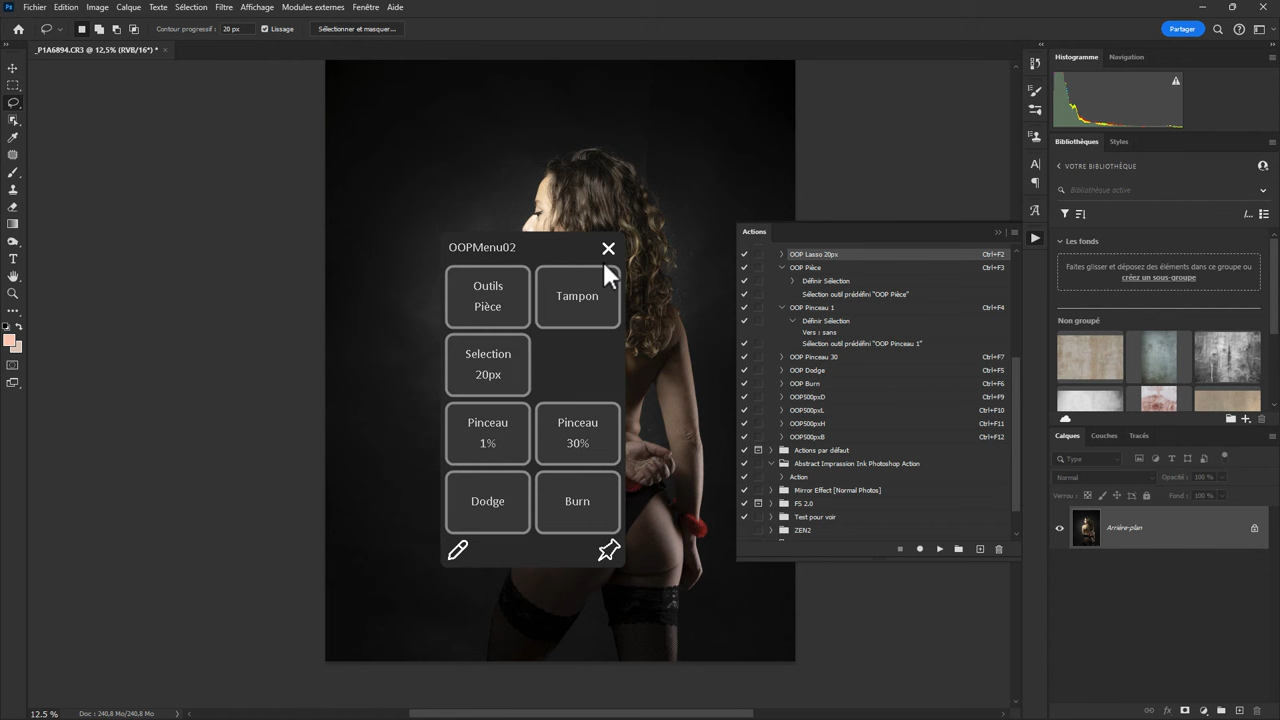 Ps Fichier Edition Image Calque Texte Sélection Filtre Affichage Modules externes Fenêtre Aide
Contour progressif : 20 px Lissage Sélectionner et masquer... Partager
_P1A6894.CR3 @ 12,5% (RVB/16*) *
Histogramme Navigation
Bibliothèques Styles
VOTRE BIBLIOTHÈQUE
Bibliothèque active
Les fonds
Faites glisser et déposez des éléments dans ce groupe ou
créez un sous-groupe
Non groupé
Calques Couches Tracés
Type
Normal Opacité : 100 %
Verrou : Fond : 100 %
Arrière-plan
OOPMenu02
Outils
Pièce
Tampon
Selection
20px
Pinceau
1%
Pinceau
30%
Dodge
Burn
Actions
OOP Lasso 20px Ctrl+F2
OOP Pièce Ctrl+F3
Définir Sélection
Sélection outil prédéfini "OOP Pièce"
OOP Pinceau 1 Ctrl+F4
Définir Sélection
Vers : sans
Sélection outil prédéfini "OOP Pinceau 1"
OOP Pinceau 30 Ctrl+F7
OOP Dodge Ctrl+F5
OOP Burn Ctrl+F6
OOP500pxD Ctrl+F9
OOP500pxL Ctrl+F10
OOP500pxH Ctrl+F11
OOP500pxB Ctrl+F12
Actions par défaut
Abstract Impression Ink Photoshop Action
Action
Mirror Effect [Normal Photos]
FS 2.0
Test pour voir
ZEN2
12.5 % Doc : 240,8 Mo/240,8 Mo